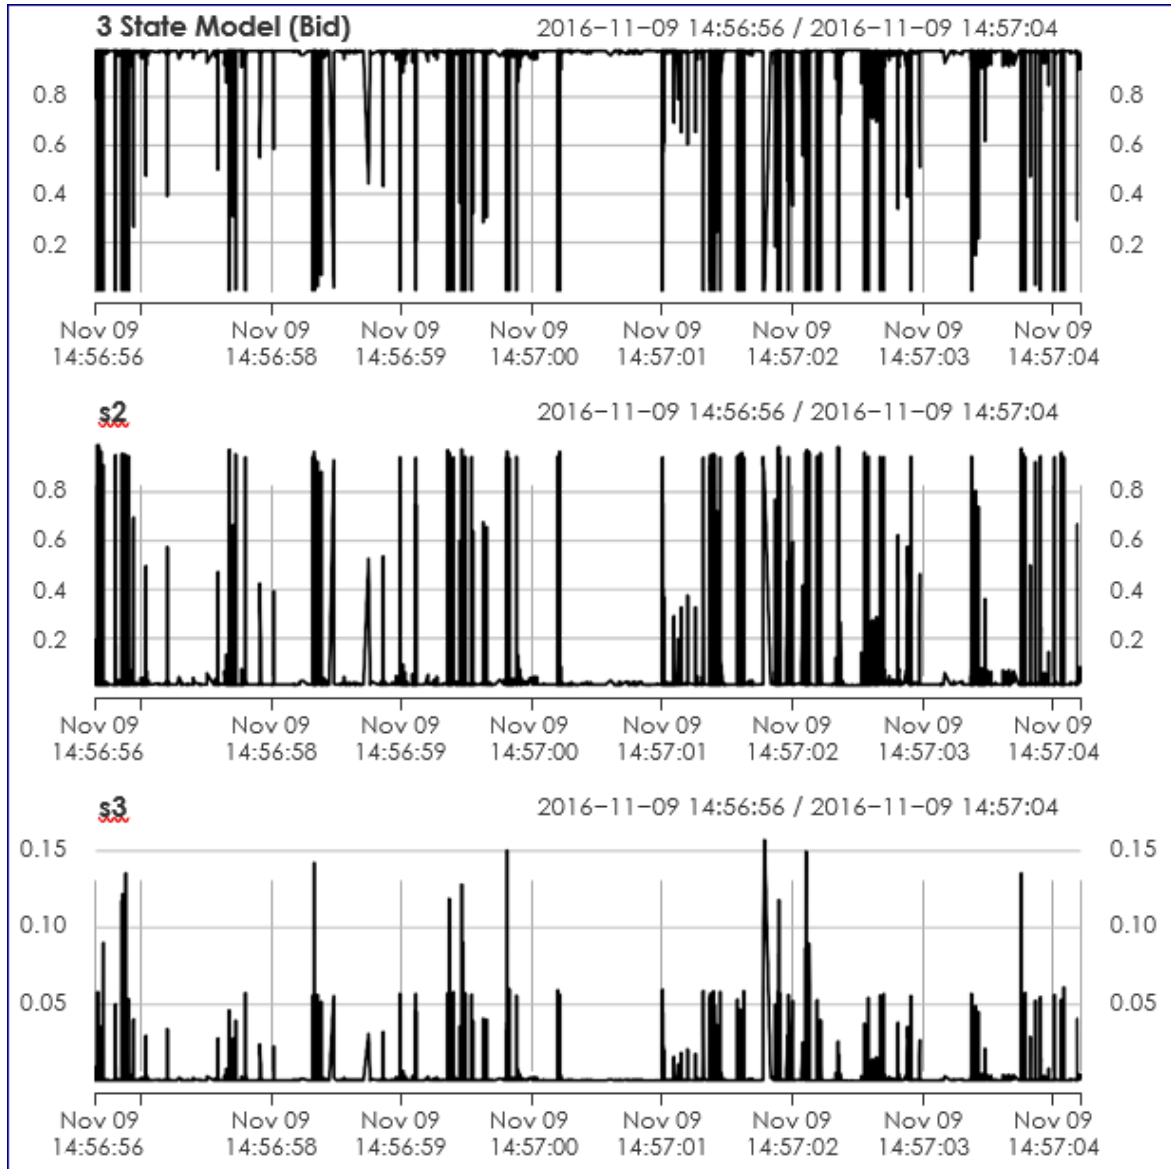 3 State Model (Bid) 2016−11−09 14:56:56 / 2016−11−09 14:57:04
0.8 0.8
0.6 0.6
0.4 0.4
0.2 0.2
Nov 09 Nov 09 Nov 09 Nov 09 Nov 09 Nov 09 Nov 09 Nov 09
14:56:56 14:56:58 14:56:59 14:57:00 14:57:01 14:57:02 14:57:03 14:57:04
s2 2016−11−09 14:56:56 / 2016−11−09 14:57:04
0.8 0.8
0.6 0.6
0.4 0.4
0.2 0.2
Nov 09 Nov 09 Nov 09 Nov 09 Nov 09 Nov 09 Nov 09 Nov 09
14:56:56 14:56:58 14:56:59 14:57:00 14:57:01 14:57:02 14:57:03 14:57:04
s3 2016−11−09 14:56:56 / 2016−11−09 14:57:04
0.15 0.15
0.10 0.10
0.05 0.05
Nov 09 Nov 09 Nov 09 Nov 09 Nov 09 Nov 09 Nov 09 Nov 09
14:56:56 14:56:58 14:56:59 14:57:00 14:57:01 14:57:02 14:57:03 14:57:04